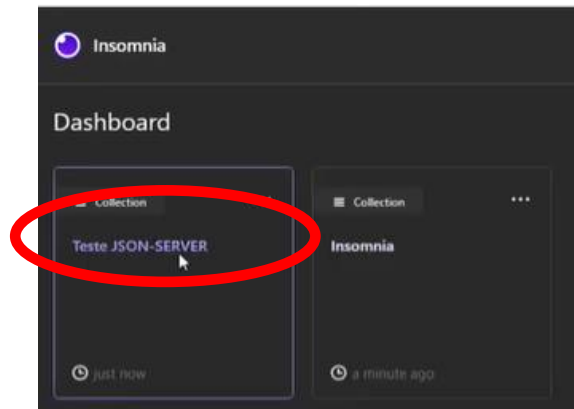 Insomnia
Dashboard
Collection
Collection
...
Teste JSON-SERVER
Insomnia
just now
a minute ago